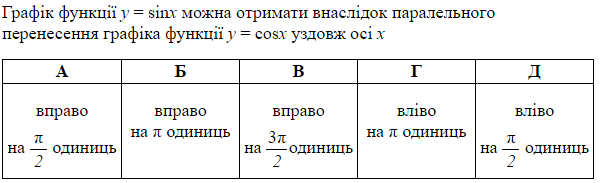 Графік функції y = sinx можна отримати внаслідок паралельного
перенесення графіка функції y = cosx уздовж осі x
А Б В Г Д
вправо на π/2 одиниць
вправо на π одиниць
вправо на 3π/2 одиниць
вліво на π одиниць
вліво на π/2 одиниць